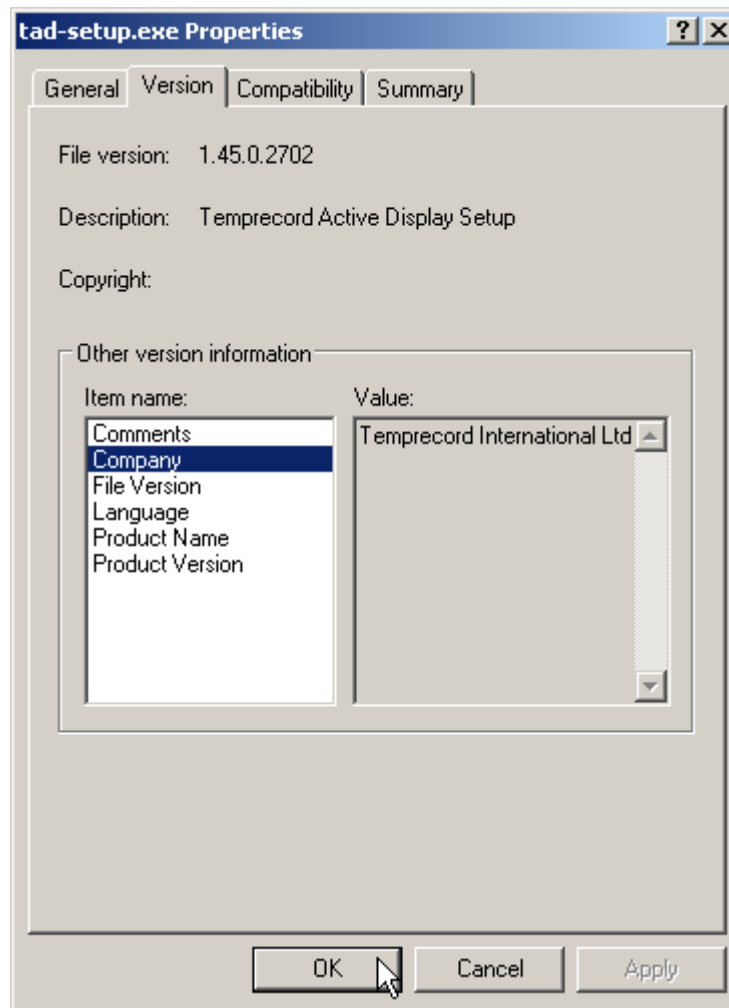 tad-setup.exe Properties
General Version Compatibility Summary
File version: 1.45.0.2702
Description: Temprecord Active Display Setup
Copyright:
Other version information
Item name: Value:
Comments Temprecord International Ltd
Company
File Version
Language
Product Name
Product Version
OK Cancel Apply